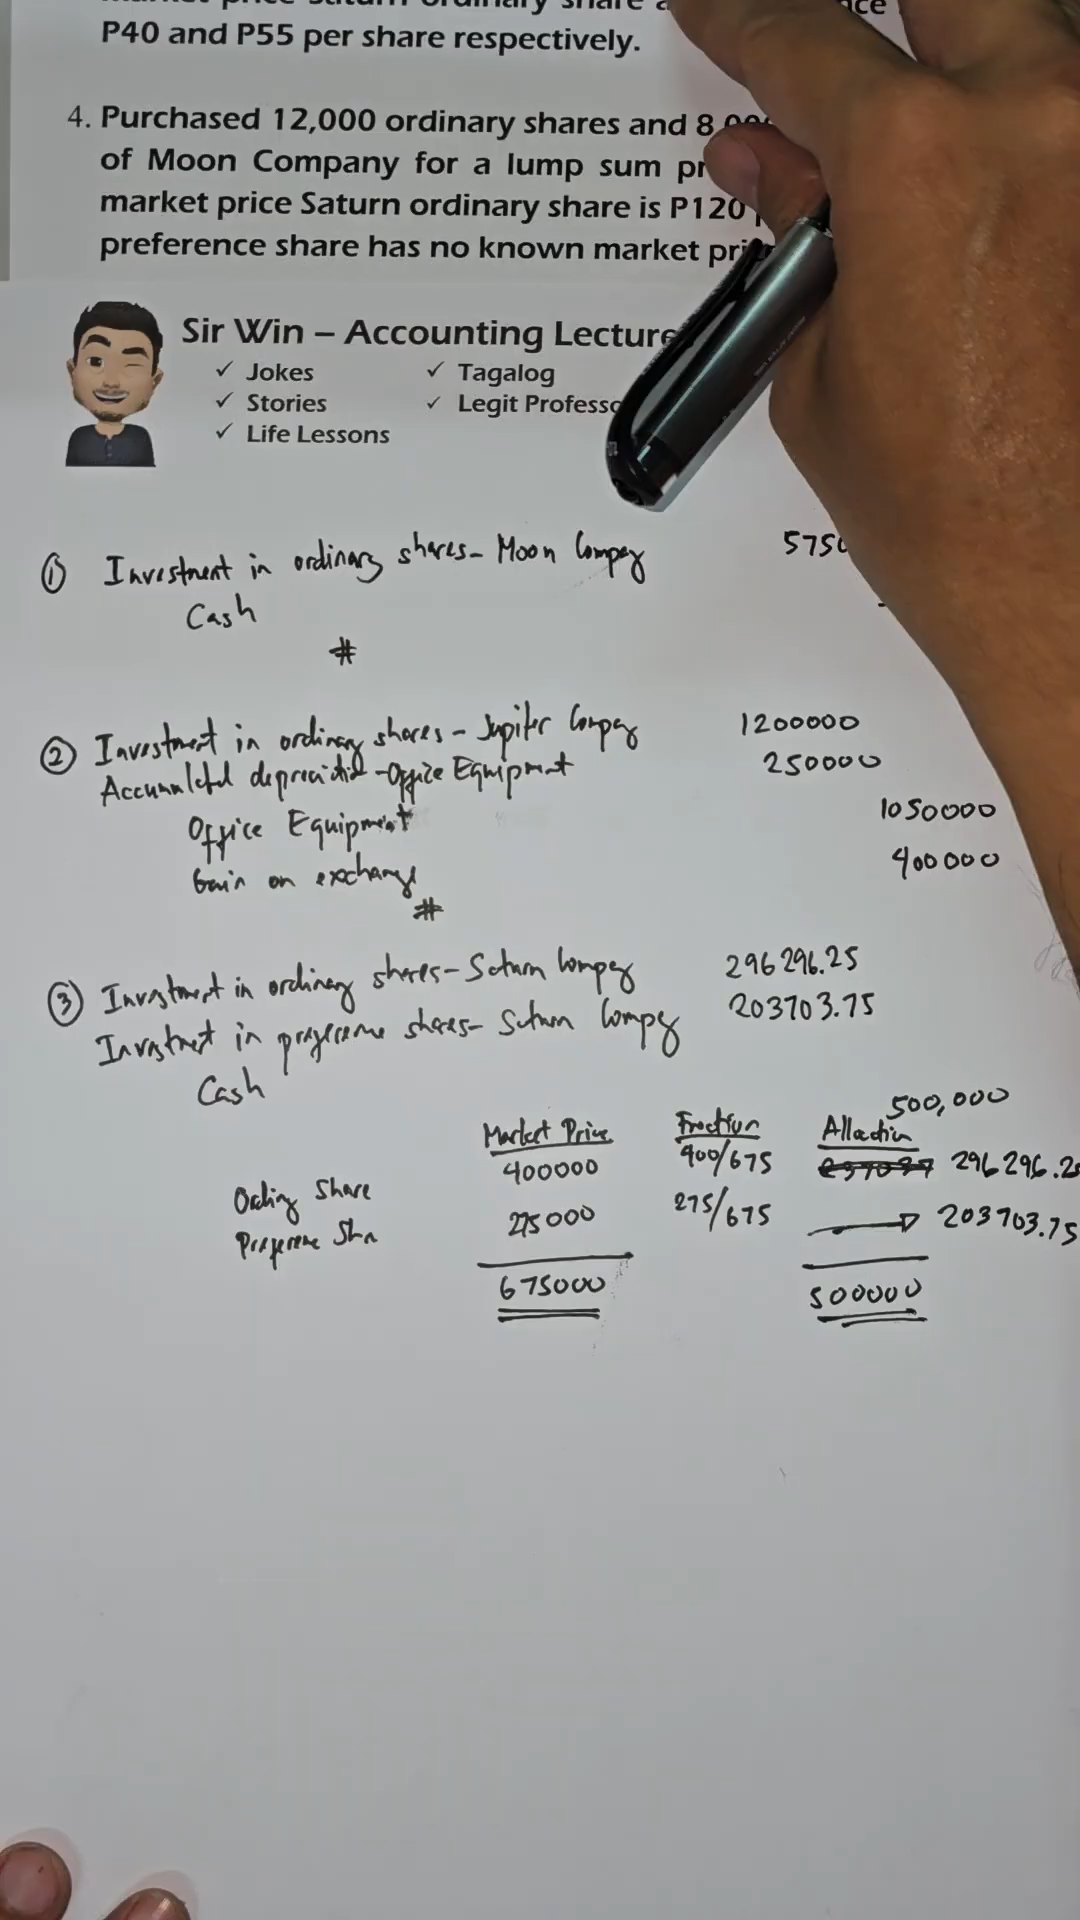 P40 and P55 per share respectively.
4. Purchased 12,000 ordinary shares and 8
of Moon Company for a lump sum
market price Saturn ordinary share is P120
preference share has no known market
Sir Win – Accounting Lecture
✓ Jokes ✓ Tagalog
✓ Stories ✓ Legit
✓ Life Lessons
① Investment in ordinary shares - Moon Company
Cash
#
② Investment in ordinary shares - Jupiter Company 1200000
Accumulated depreciation - Office Equipment 250000
Office Equipment 1050000
Gain on exchange 400000
#
③ Investment in ordinary shares - Saturn Company 296296.25
Investment in preference shares - Saturn Company 203703.75
Cash 500,000
Market Price Fraction Allocation
Ordinary Share 400000 400/675 296296.2
Preference Share 275000 275/675 203703.75
675000 500000